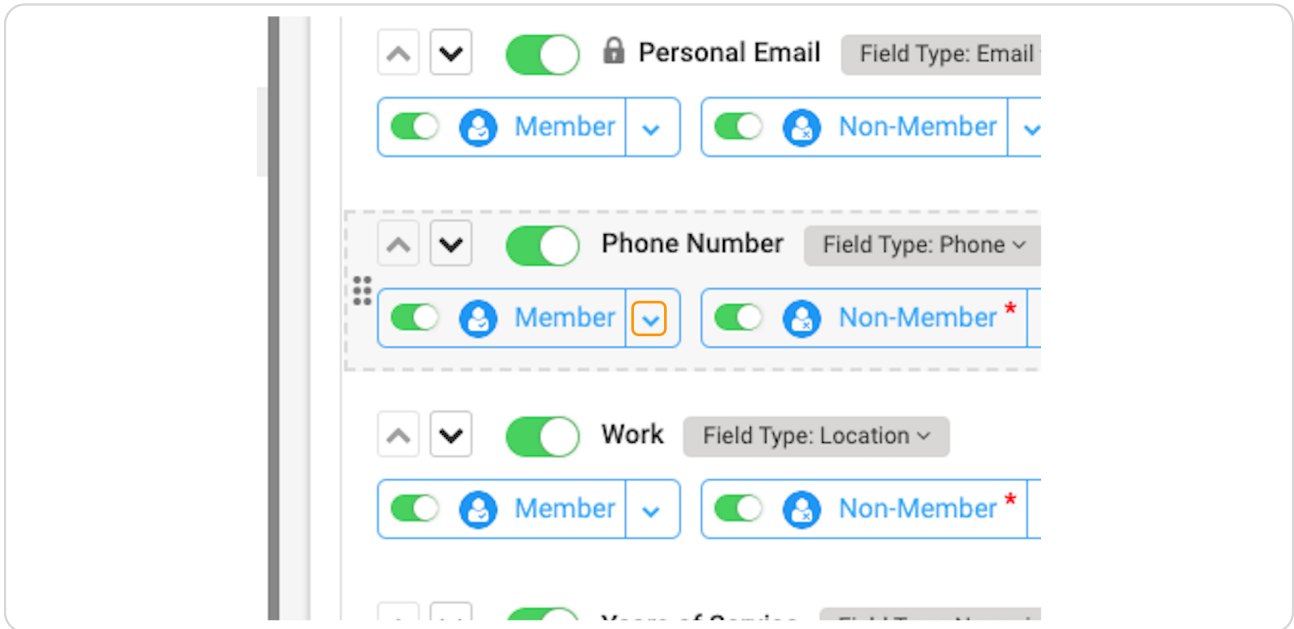 Personal Email Field Type: Email
Member Non-Member
Phone Number Field Type: Phone
Member Non-Member *
Work Field Type: Location
Member Non-Member *